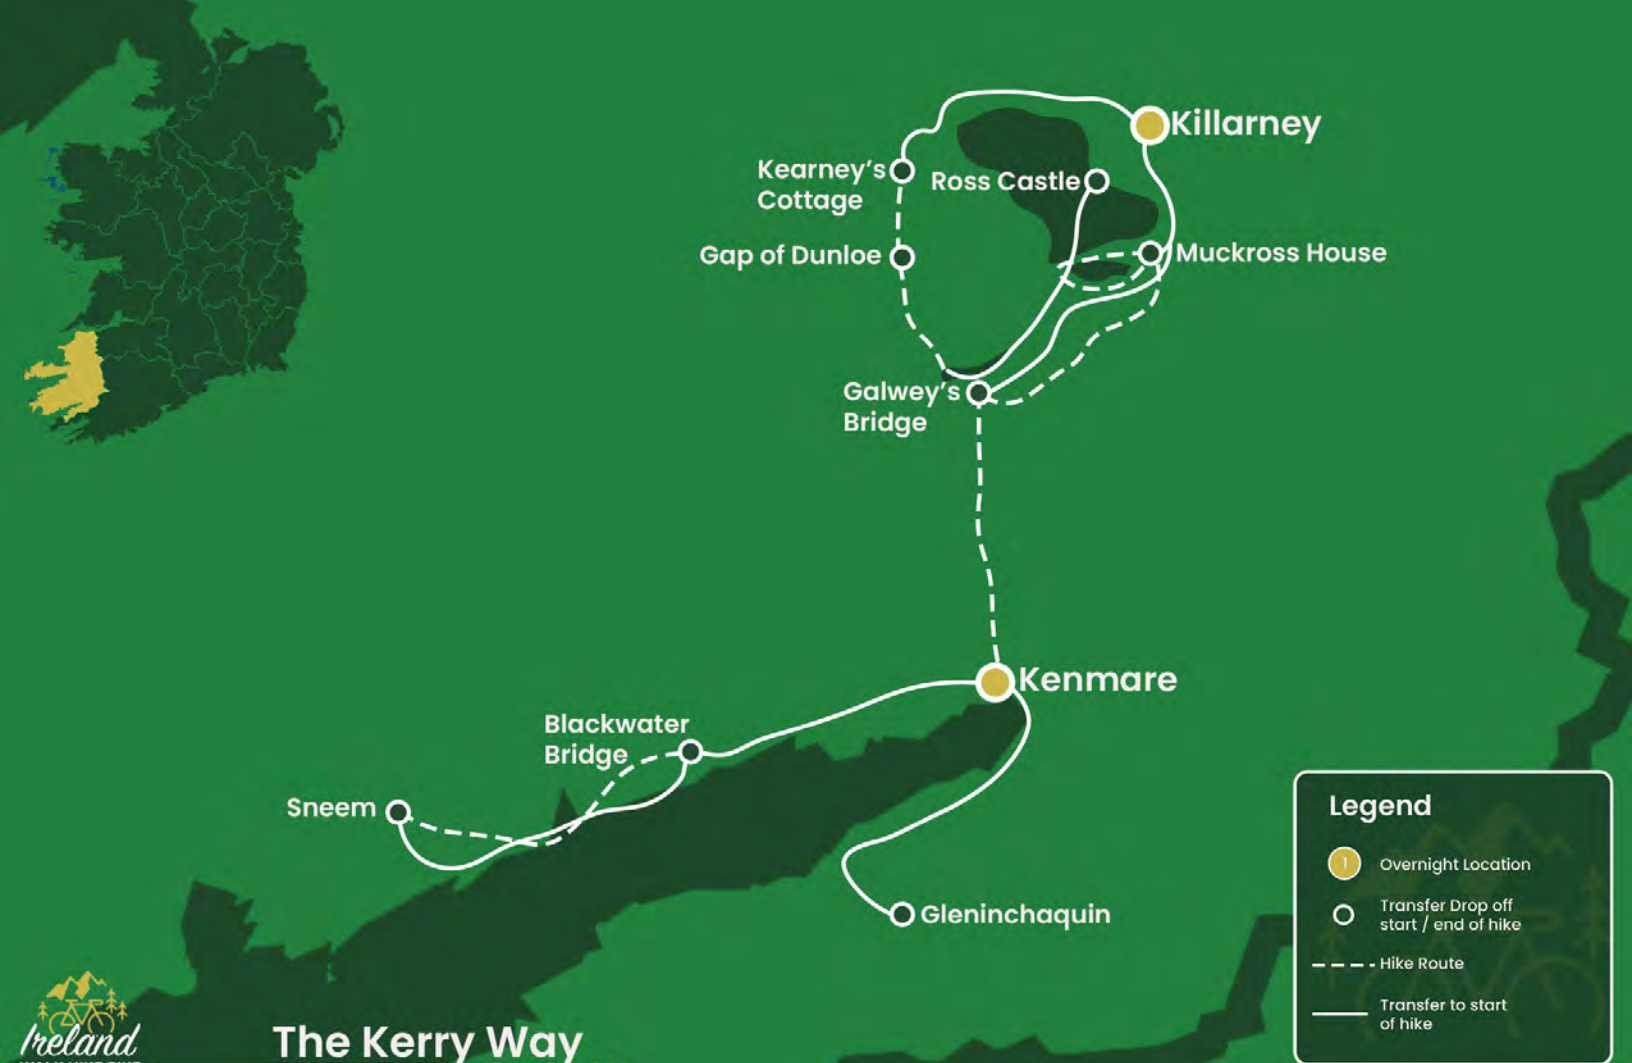 Killarney
Kearney's
Cottage
Ross Castle
Gap of Dunloe
Muckross House
Galwey's
Bridge
Kenmare
Blackwater
Bridge
Sneem
Gleninchaquin
Legend
1
Overnight Location
Transfer Drop off
start / end of hike
Hike Route
Transfer to start
of hike
Ireland
The Kerry Way